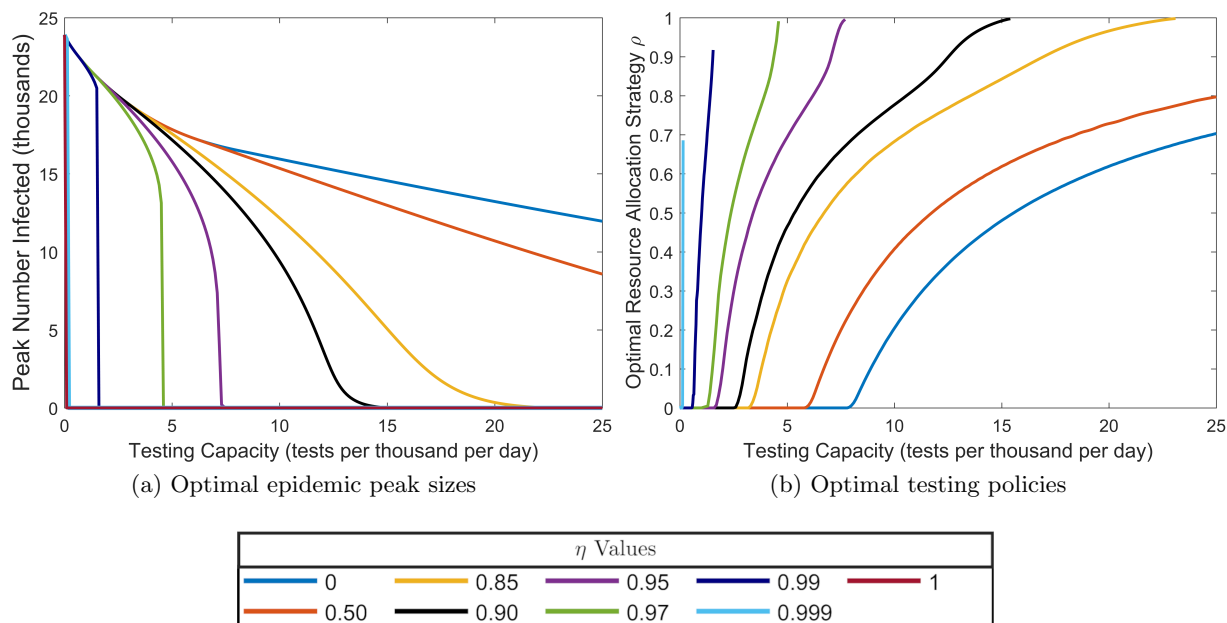 Peak Number Infected (thousands)
25
20
15
10
5
0
0 5 10 15 20 25
Testing Capacity (tests per thousand per day)
(a) Optimal epidemic peak sizes
Optimal Resource Allocation Strategy ρ
1
0.9
0.8
0.7
0.6
0.5
0.4
0.3
0.2
0.1
0
0 5 10 15 20 25
Testing Capacity (tests per thousand per day)
(b) Optimal testing policies
η Values
0 0.85 0.95 0.99 1
0.50 0.90 0.97 0.999